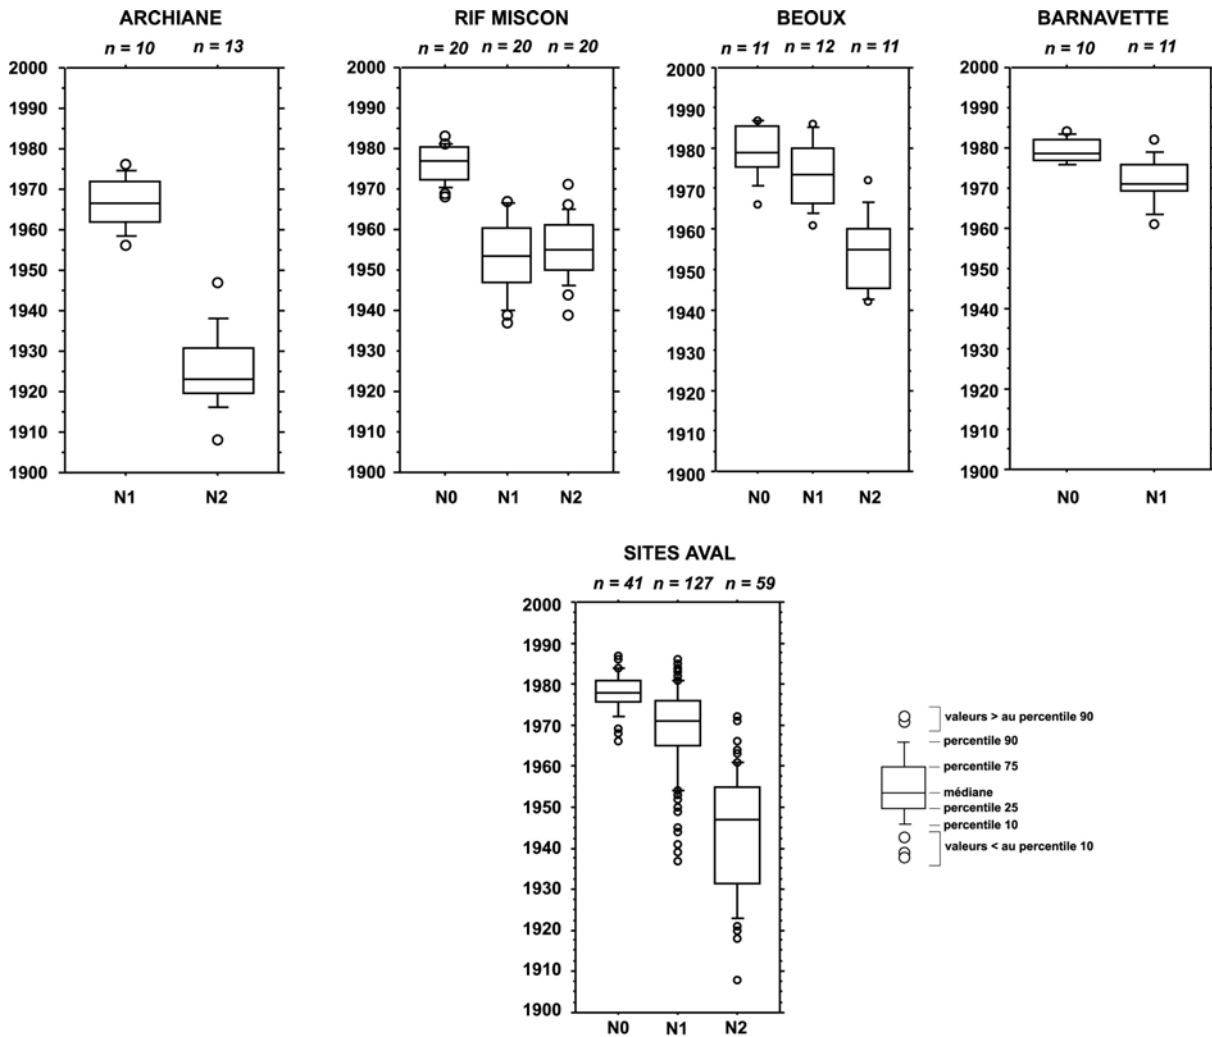 ARCHIANE
n = 10 n = 13
2000
1990
1980
1970
1960
1950
1940
1930
1920
1910
1900
N1 N2
RIF MISCON
n = 20 n = 20 n = 20
2000
1990
1980
1970
1960
1950
1940
1930
1920
1910
1900
N0 N1 N2
BEOUX
n = 11 n = 12 n = 11
2000
1990
1980
1970
1960
1950
1940
1930
1920
1910
1900
N0 N1 N2
BARNAVETTE
n = 10 n = 11
2000
1990
1980
1970
1960
1950
1940
1930
1920
1910
1900
N0 N1
SITES AVAL
n = 41 n = 127 n = 59
2000
1990
1980
1970
1960
1950
1940
1930
1920
1910
1900
N0 N1 N2
valeurs > au percentile 90
percentile 90
percentile 75
médiane
percentile 25
percentile 10
valeurs < au percentile 10